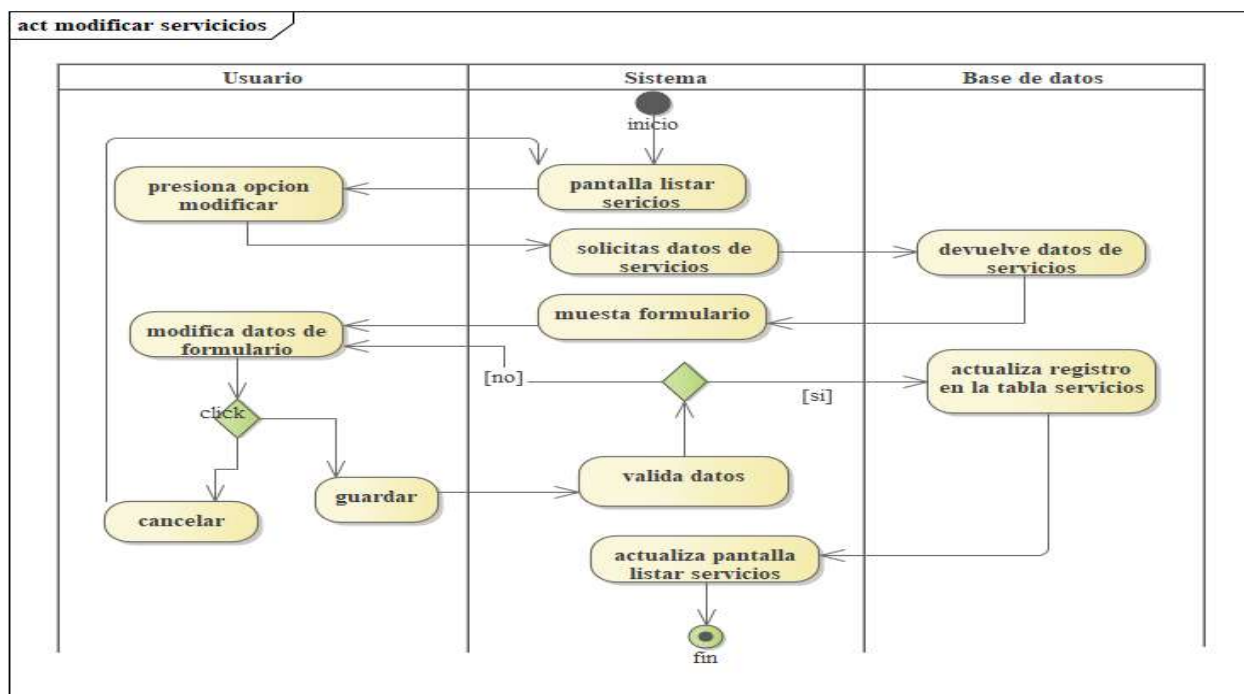 act modificar servicicios
Usuario
Sistema
Base de datos
inicio
presiona opcion
modificar
pantalla listar
sericios
solicitas datos de
servicios
devuelve datos de
servicios
muesta formulario
modifica datos de
formulario
[no]
[si]
actualiza registro
en la tabla servicios
click
valida datos
guardar
cancelar
actualiza pantalla
listar servicios
fin